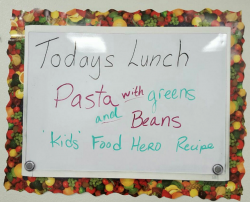 Todays Lunch
Pasta with greens
and Beans
'Kids' Food Hero Recipe